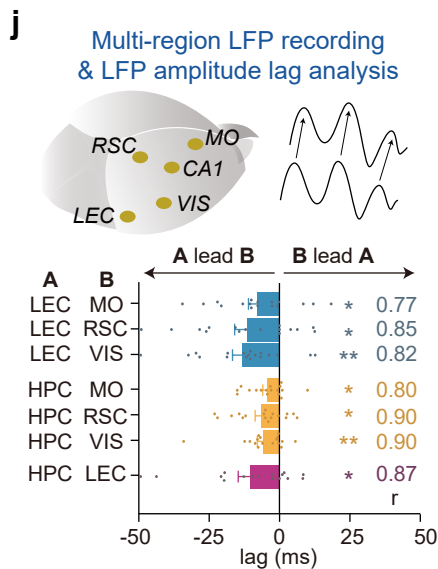 j
Multi-region LFP recording
& LFP amplitude lag analysis
MO
RSC
CA1
VIS
LEC
A lead B
B lead A
A B
LEC MO * 0.77
LEC RSC * 0.85
LEC VIS ** 0.82
HPC MO * 0.80
HPC RSC * 0.90
HPC VIS ** 0.90
HPC LEC * 0.87
r
-50 -25 0 25 50
lag (ms)